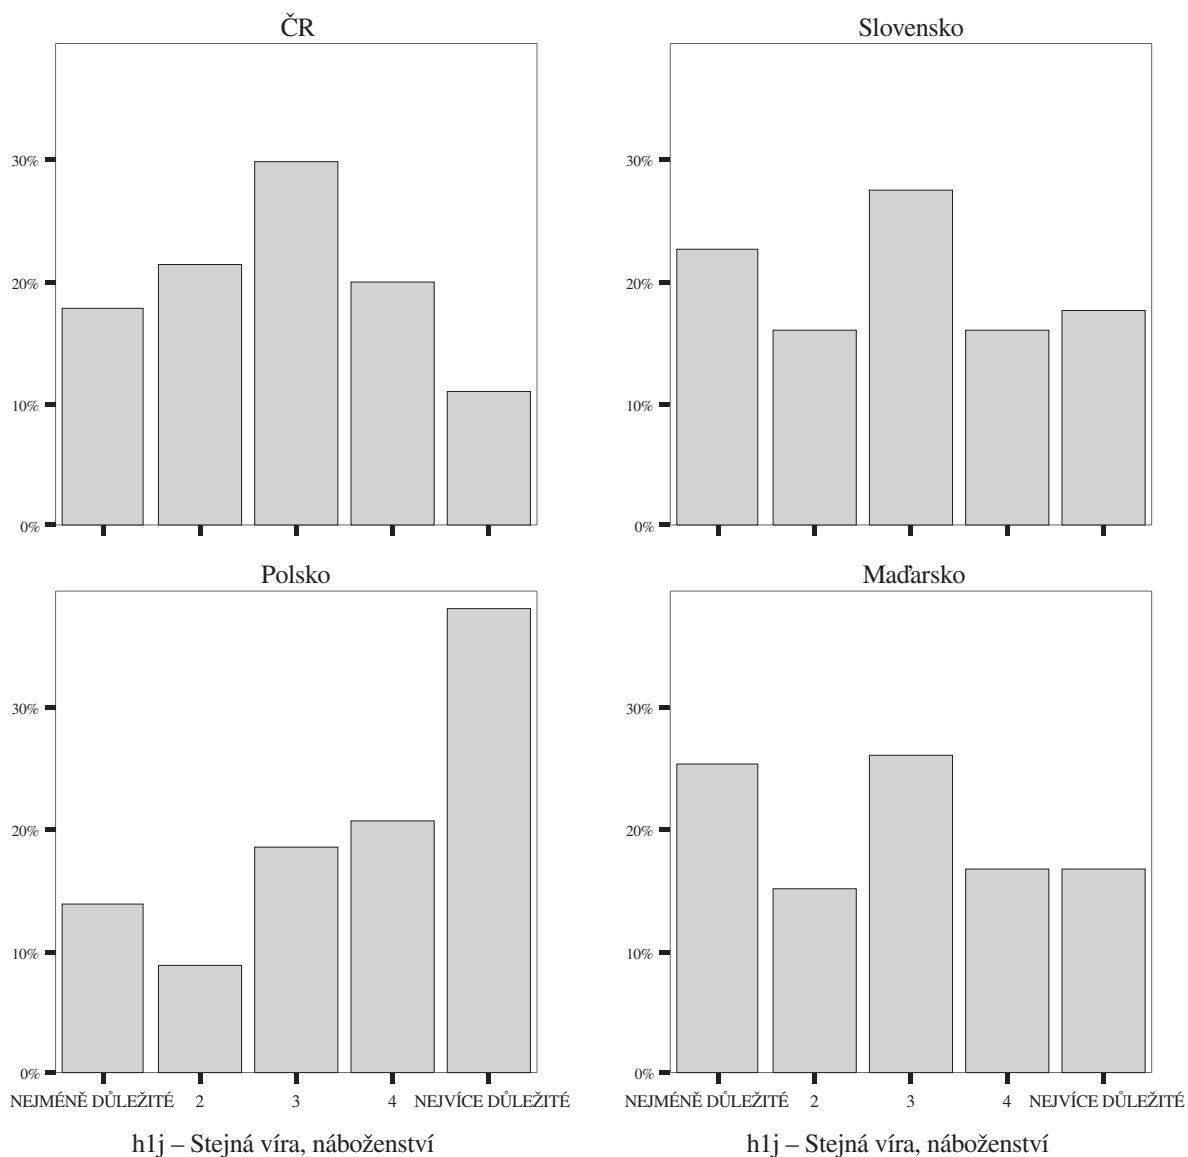 ČR
30%
20%
10%
0%
Slovensko
30%
20%
10%
0%
Polsko
30%
20%
10%
0%
NEJMÉNĚ DŮLEŽITÉ 2 3 4 NEJVÍCE DŮLEŽITÉ
h1j – Stejná víra, náboženství
Maďarsko
30%
20%
10%
0%
NEJMÉNĚ DŮLEŽITÉ 2 3 4 NEJVÍCE DŮLEŽITÉ
h1j – Stejná víra, náboženství